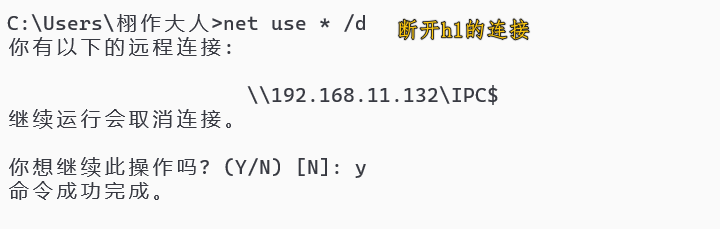 C:\Users\栩作大人>net use * /d 断开h1的连接
你有以下的远程连接:
\\192.168.11.132\IPC$
继续运行会取消连接。
你想继续此操作吗? (Y/N) [N]: y
命令成功完成。